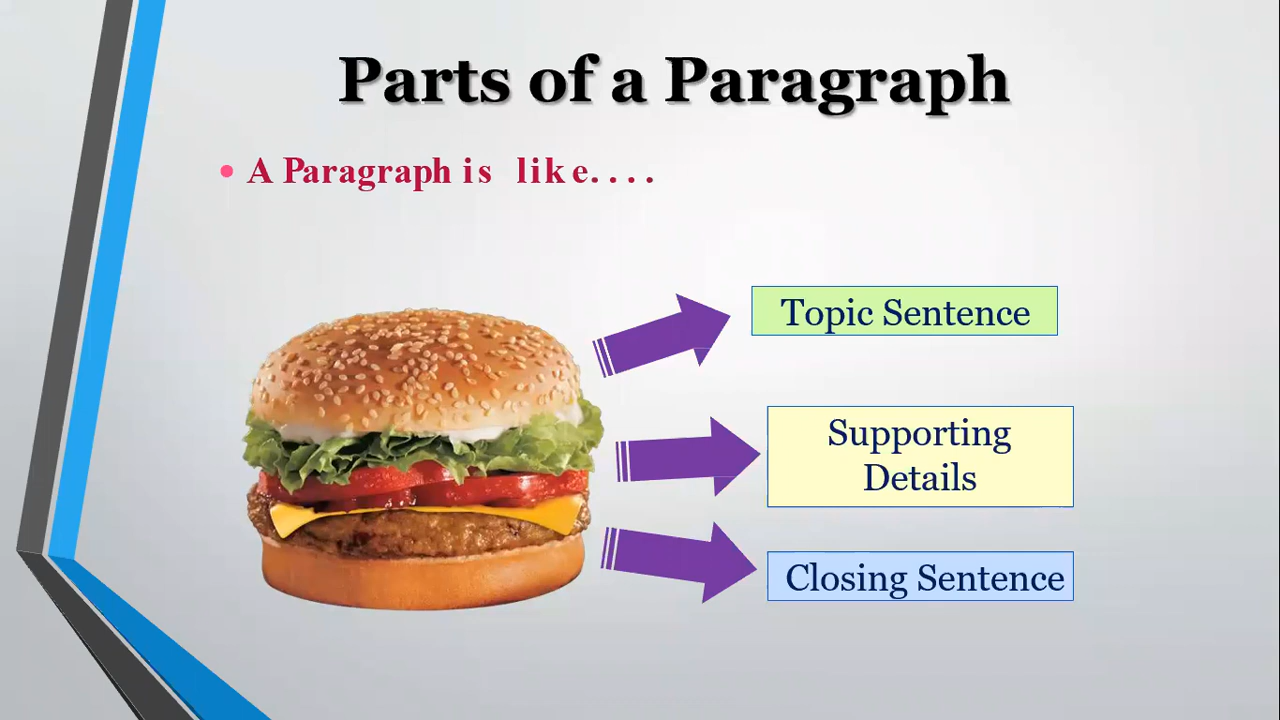 Parts of a Paragraph
A Paragraph is like....
Topic Sentence
Supporting
Details
Closing Sentence